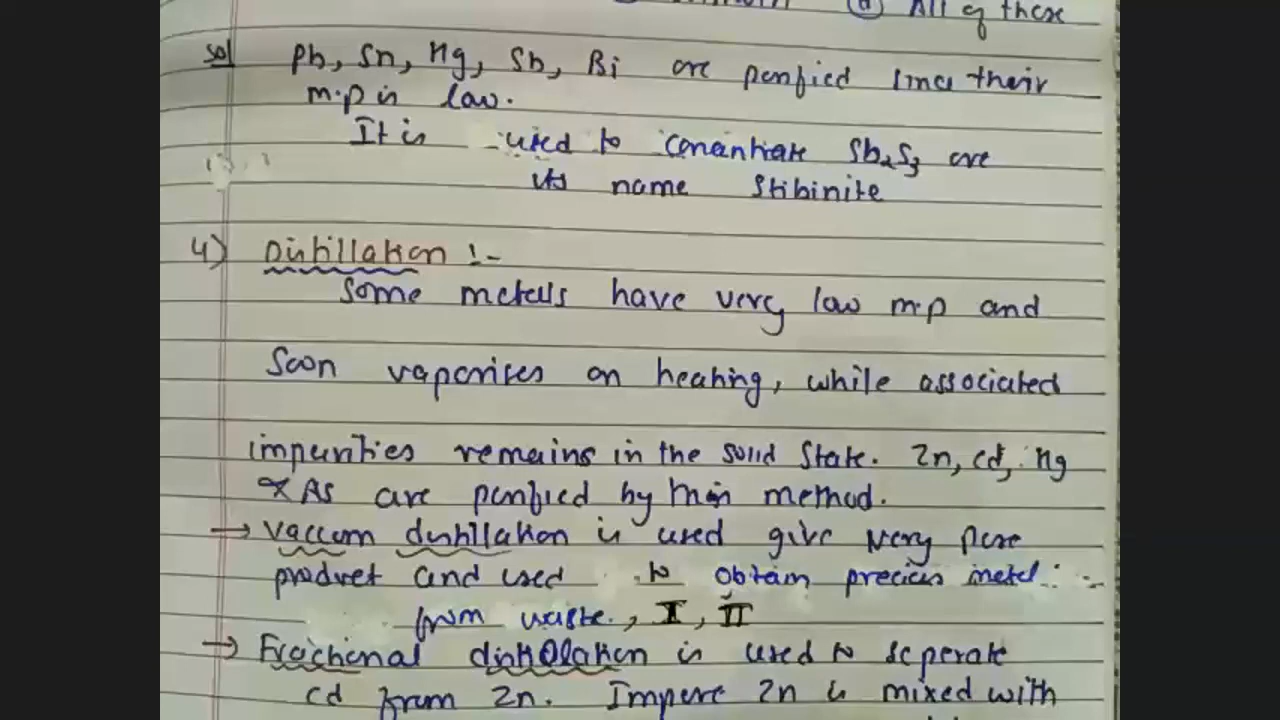 (d) All of these
Sol Pb, Sn, Hg, Sb, Bi are purified since their
m.p is low.
It is used to concentrate Sb2S3 ore
its name Stibinite
4) Distillation :-
Some metals have very low m.p and
Soon vaporises on heating, while associated
impurities remains in the solid State. Zn, Cd, Hg
& As are purified by this method.
→ Vaccum distillation is used give very pure
product and used to obtain precius metal
from waste., I, II
→ Fractional distillation is used to seperate
Cd from Zn. Impure Zn is mixed with